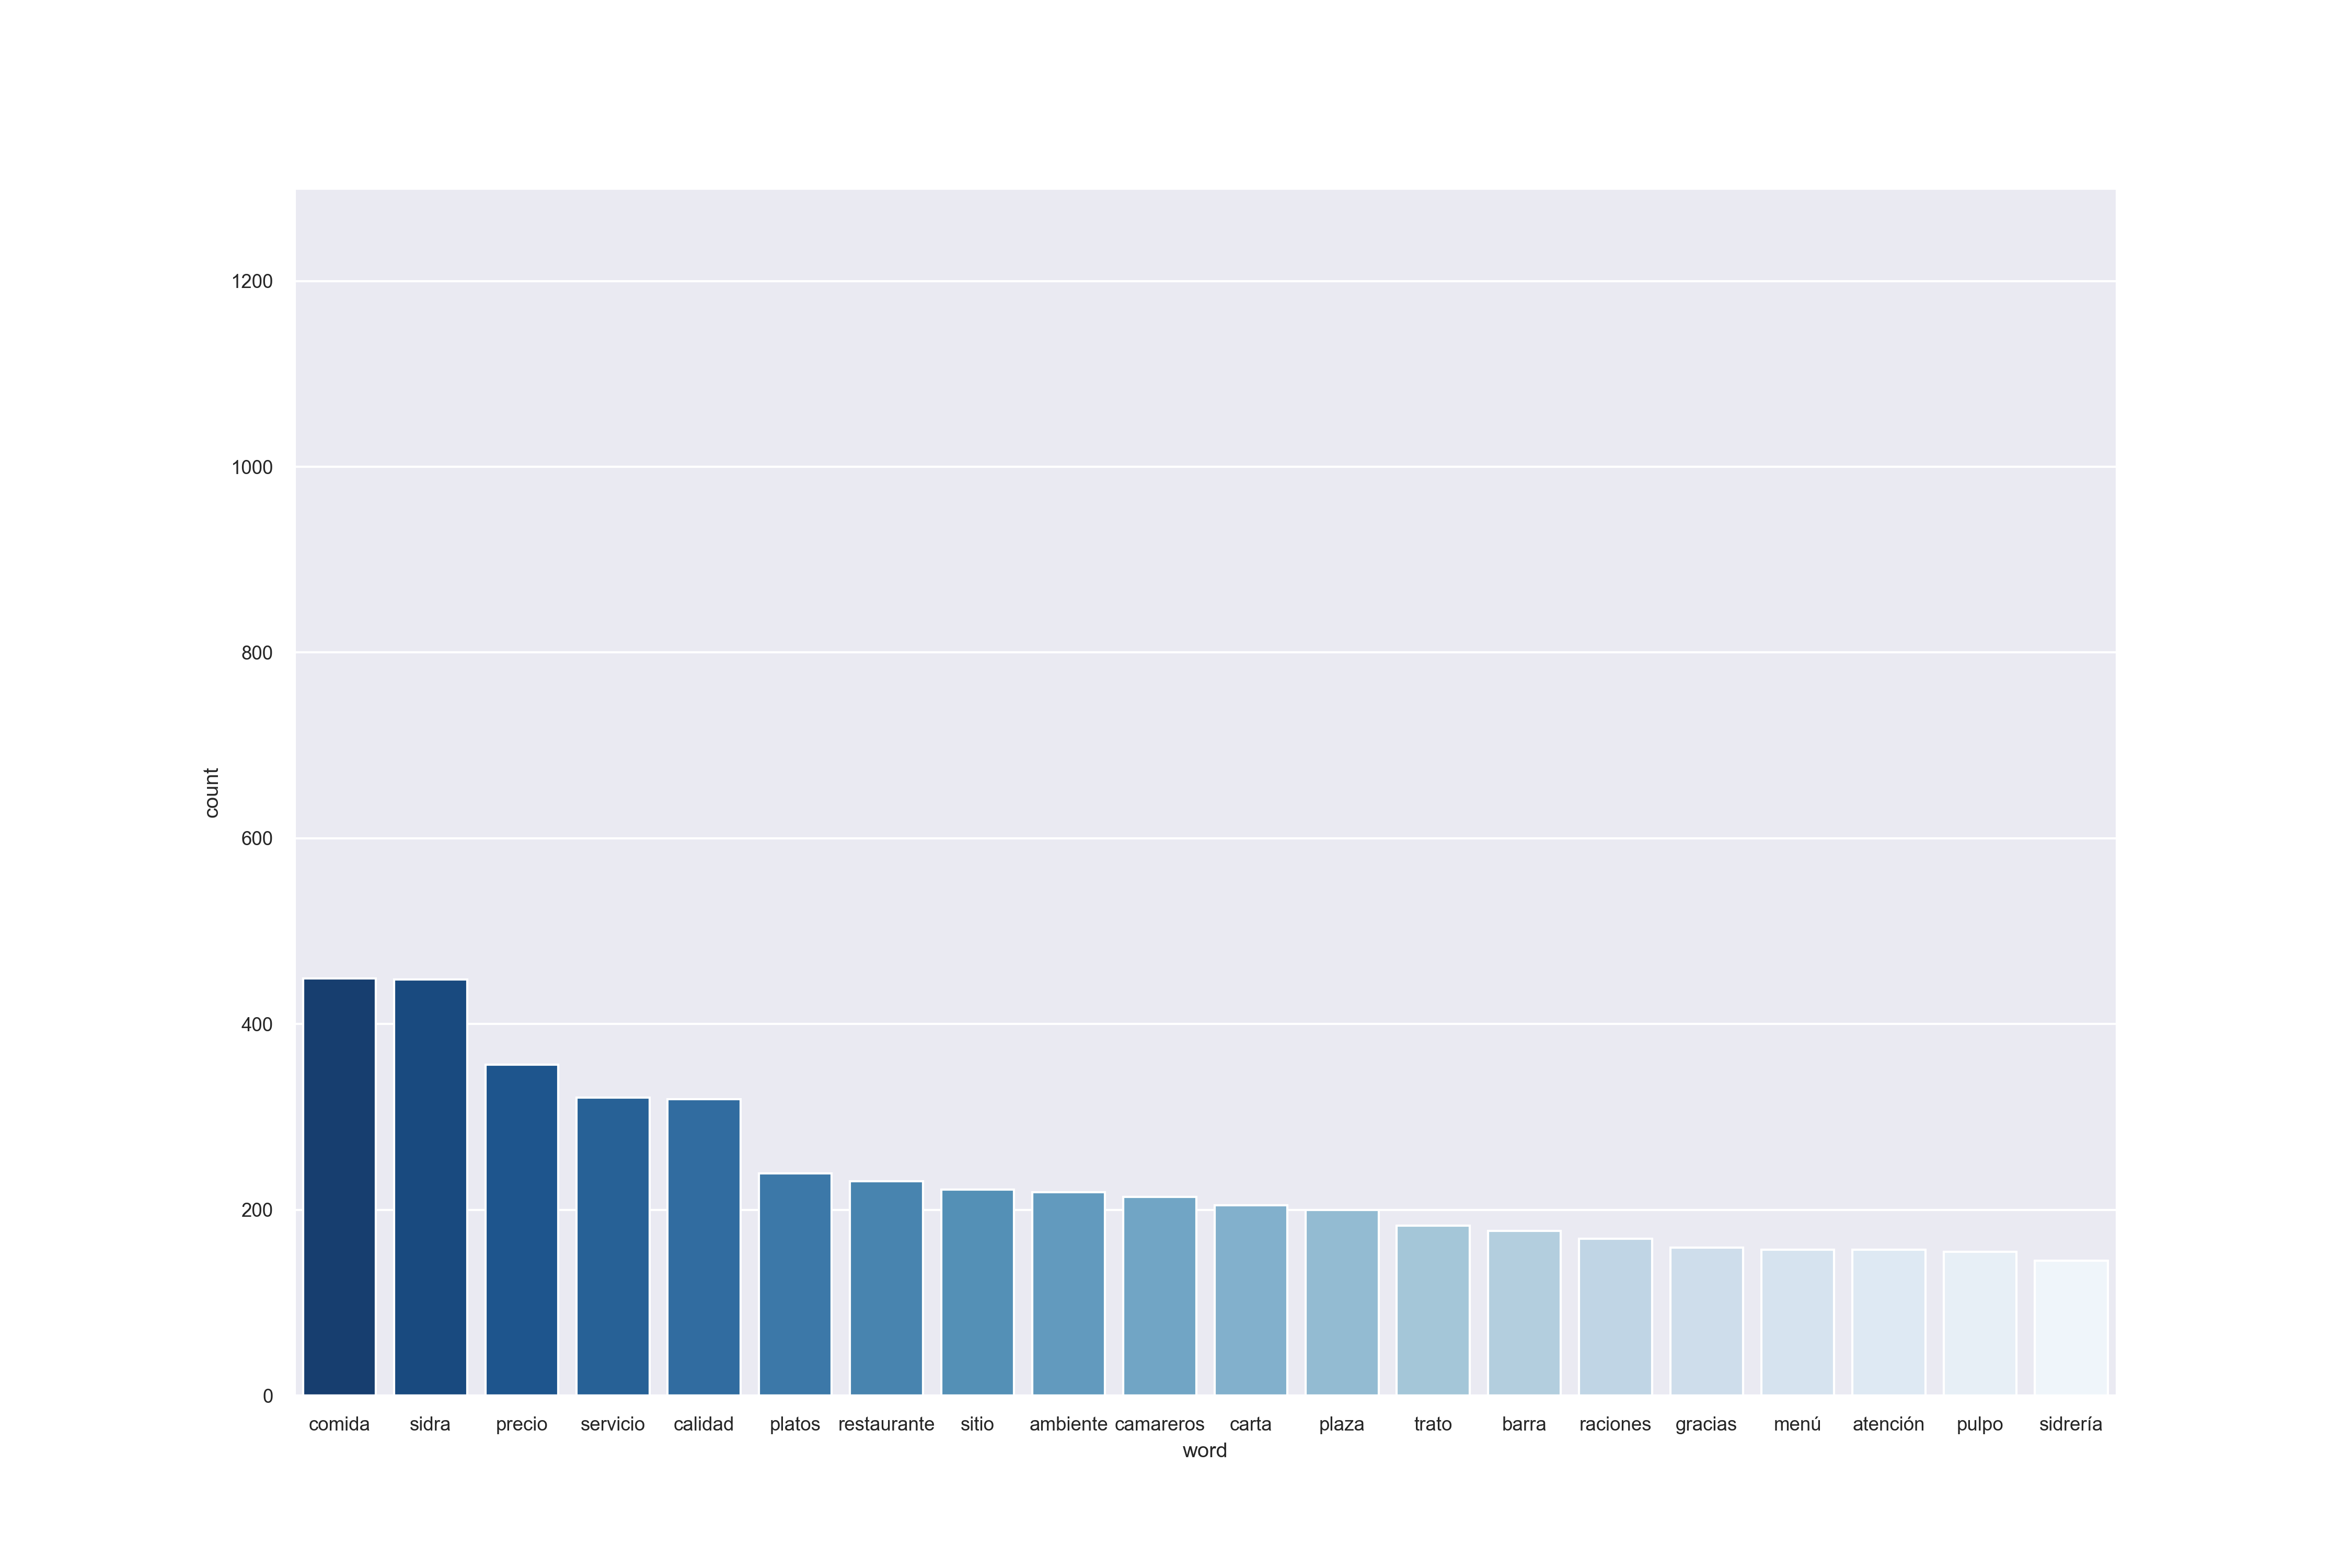 1200
1000
800
600
400
200
0
count
comida sidra precio servicio calidad platos restaurante sitio ambiente camareros carta plaza trato barra raciones gracias menú atención pulpo sidrería
word